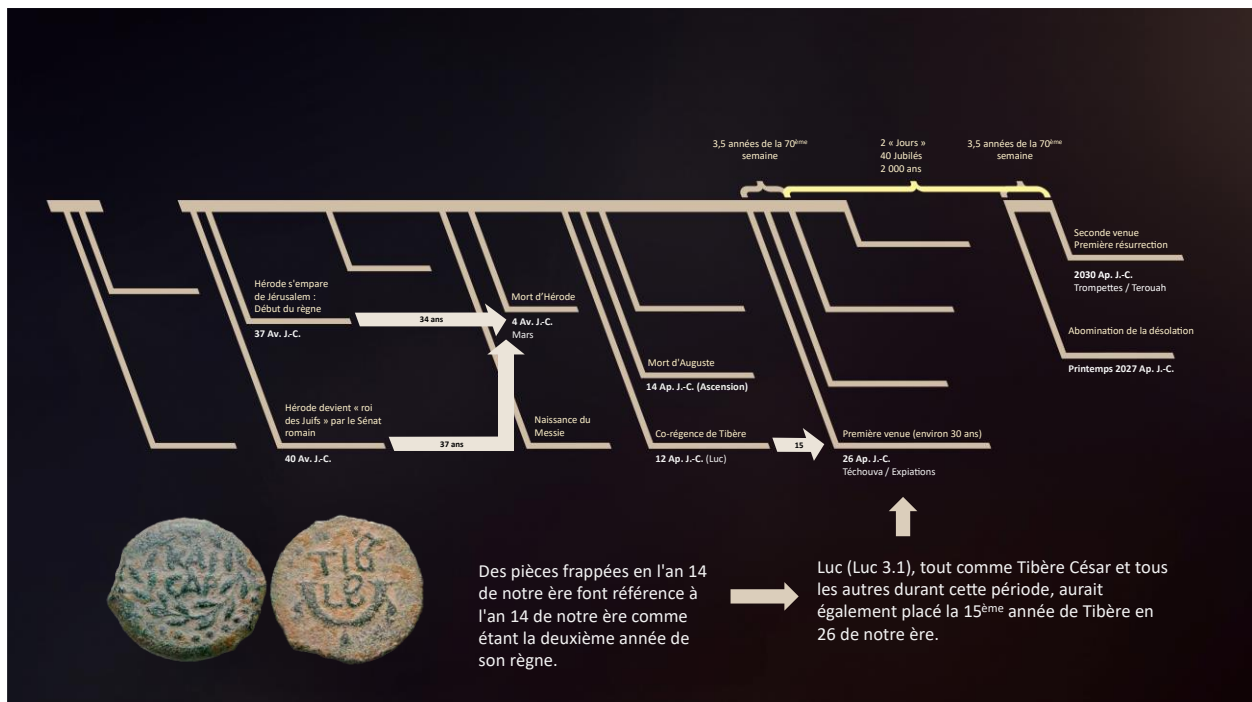 3,5 années de la 70ème
semaine
2 « Jours »
40 Jubilés
2 000 ans
3,5 années de la 70ème
semaine
Seconde venue
Première résurrection
2030 Ap. J.-C.
Trompettes / Terouah
Hérode s'empare
de Jérusalem :
Début du règne
37 Av. J.-C.
34 ans
Mort d’Hérode
4 Av. J.-C.
Mars
Abomination de la désolation
Printemps 2027 Ap. J.-C.
Mort d’Auguste
14 Ap. J.-C. (Ascension)
Hérode devient « roi
des Juifs » par le Sénat
romain
40 Av. J.-C.
37 ans
Naissance du
Messie
Co-régence de Tibère
12 Ap. J.-C. (Luc)
15
Première venue (environ 30 ans)
26 Ap. J.-C.
Téchouva / Expiations
Des pièces frappées en l'an 14
de notre ère font référence à
l'an 14 de notre ère comme
étant la deuxième année de
son règne.
Luc (Luc 3.1), tout comme Tibère César et tous
les autres durant cette période, aurait
également placé la 15ème année de Tibère en
26 de notre ère.